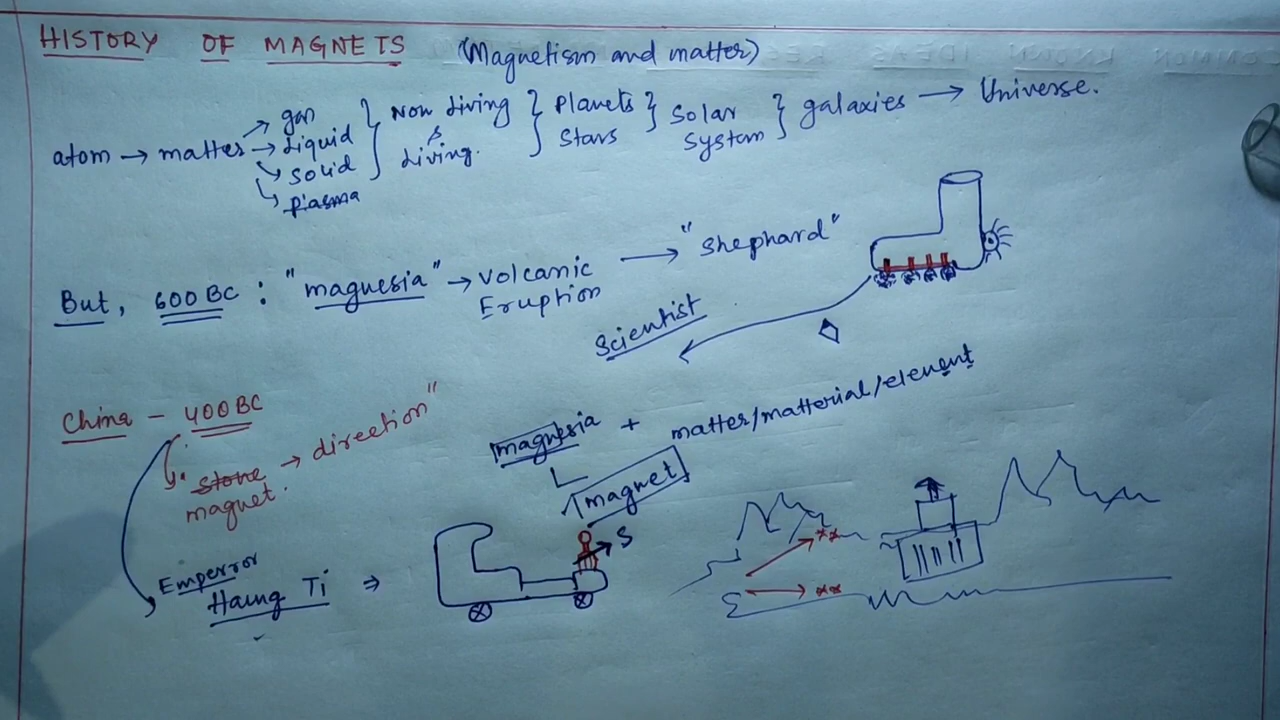 HISTORY OF MAGNETS (Magnetism and matter)
atom → matter → gas
→ Liquid
→ Solid
→ plasma
Non living
&
living.
Planets
Stars
Solar
System
galaxies → Universe.
But, 600 BC : "magnesia" → volcanic
Eruption
→ "shephard"
Scientist
China - 400 BC
stone → direction"
magnet.
magnesia + matter/matterial/element
magnet
S
Emperror
Haung Ti ⇒